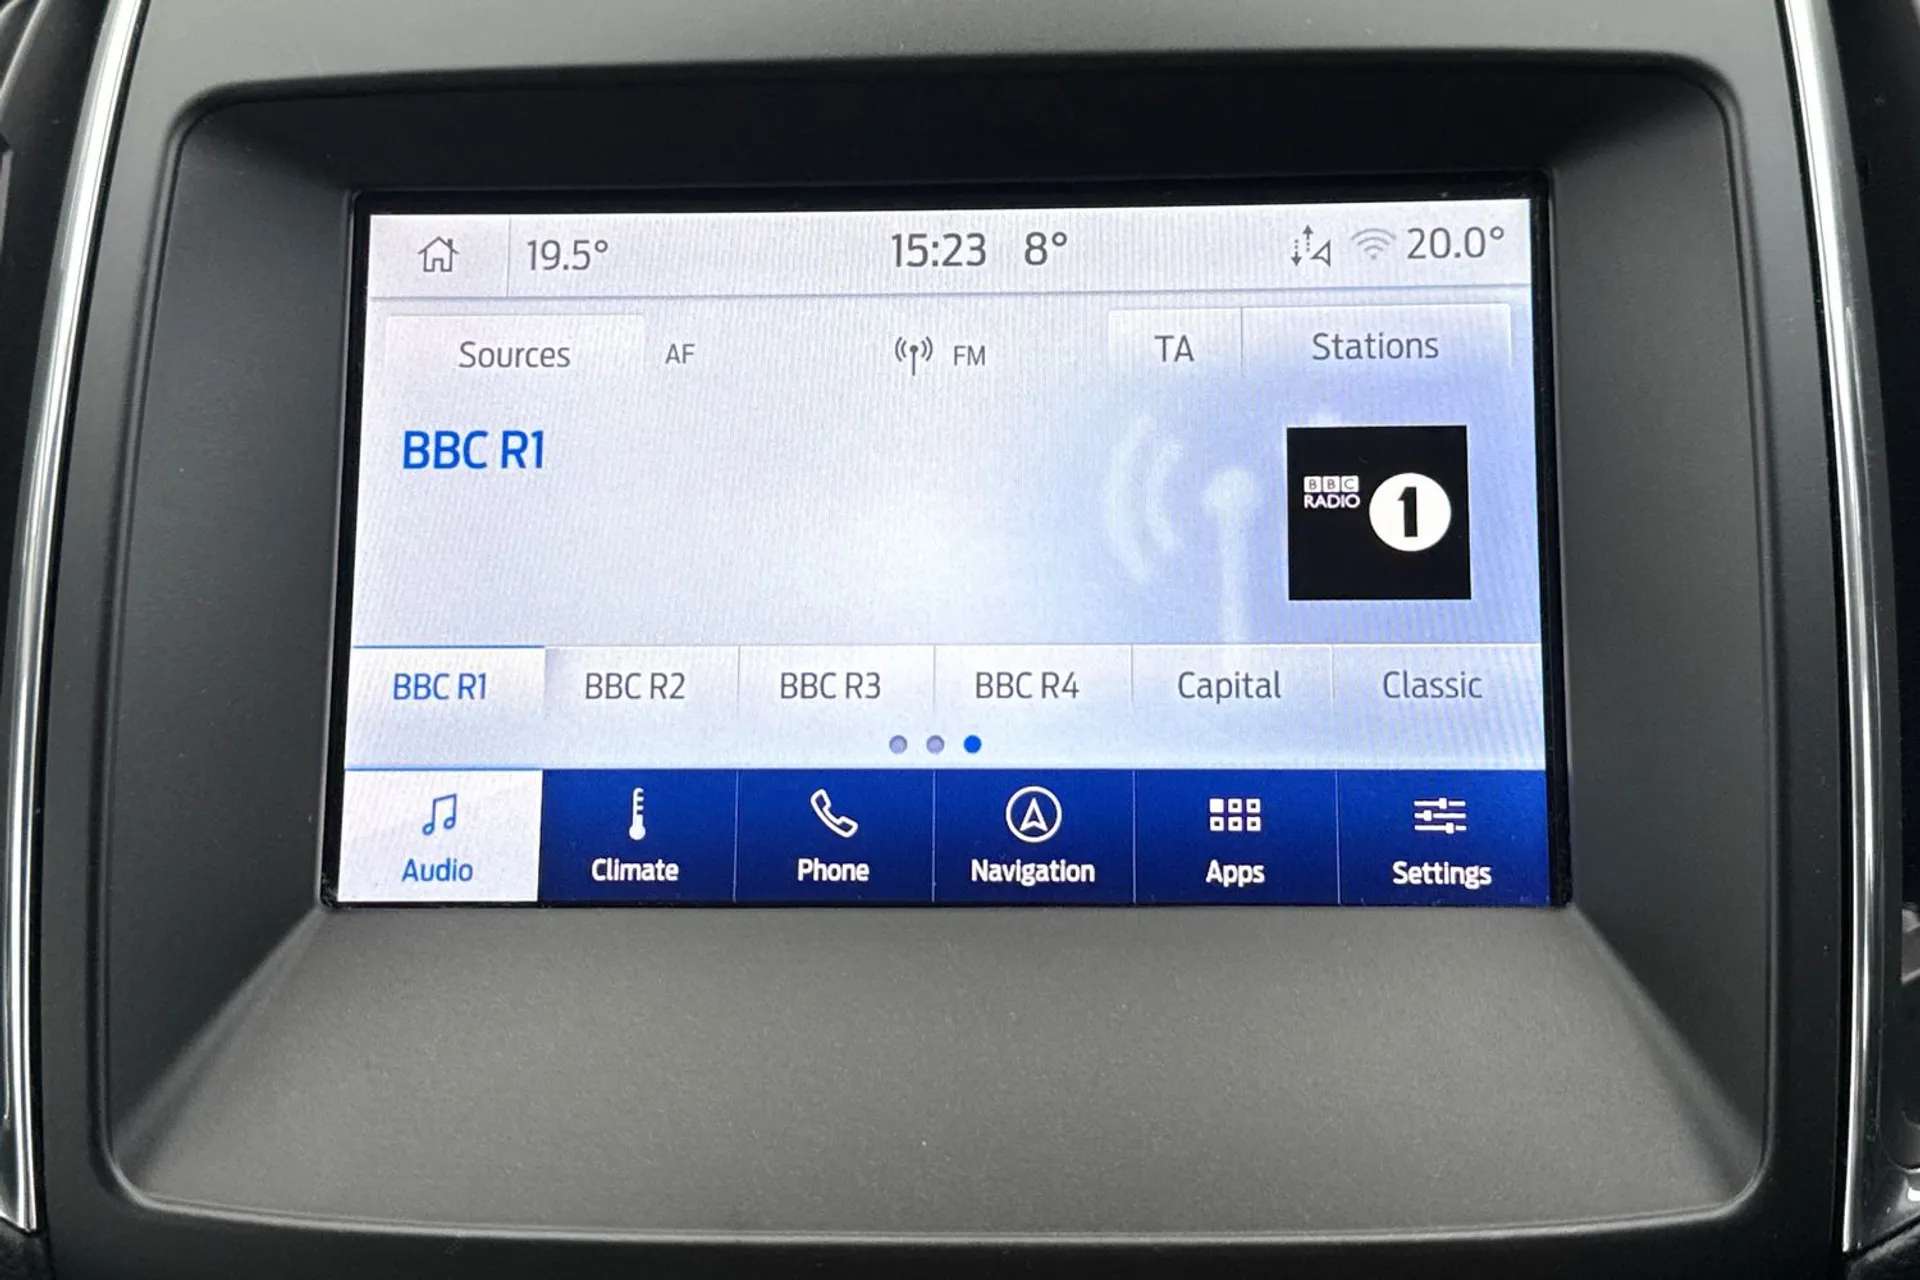 19.5° 15:23 8° 20.0°
Sources AF FM TA Stations
BBC R1
BBC
RADIO 1
BBC R1 BBC R2 BBC R3 BBC R4 Capital Classic
Audio Climate Phone Navigation Apps Settings